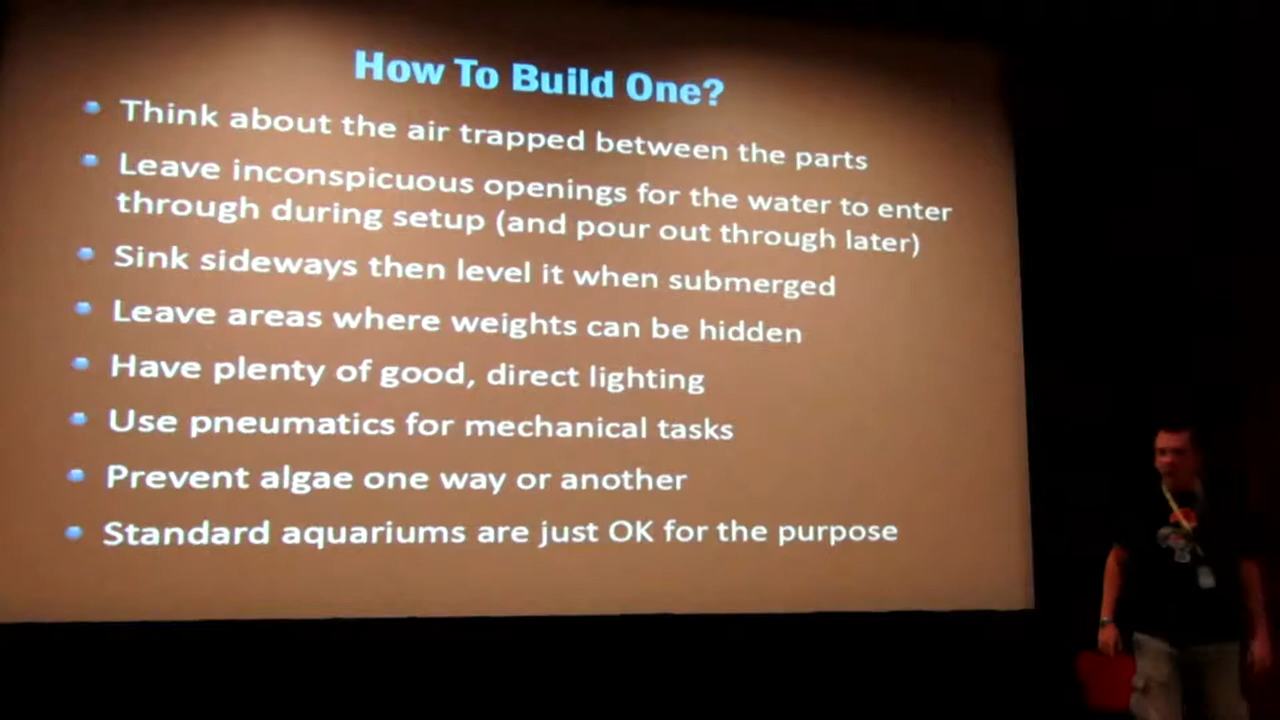 How To Build One?
Think about the air trapped between the parts
Leave inconspicuous openings for the water to enter
through during setup (and pour out through later)
Sink sideways then level it when submerged
Leave areas where weights can be hidden
Have plenty of good, direct lighting
Use pneumatics for mechanical tasks
Prevent algae one way or another
Standard aquariums are just OK for the purpose